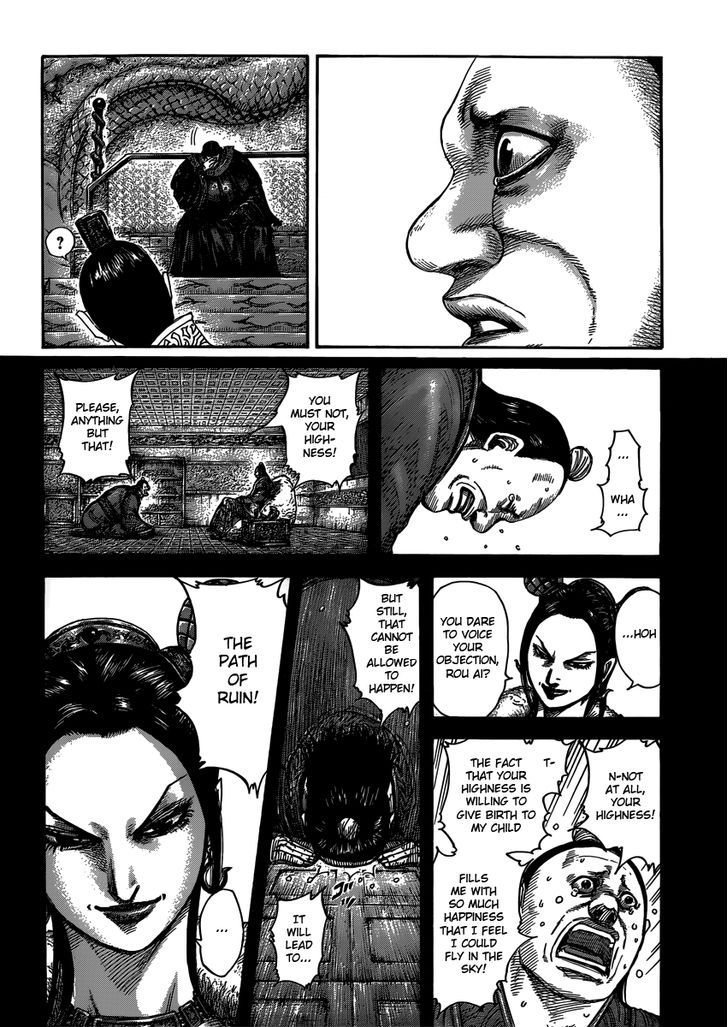 ?
...
WHA
...
YOU
MUST NOT,
YOUR
HIGH-
NESS!
PLEASE,
ANYTHING
BUT
THAT!
...HOH
YOU DARE
TO VOICE
YOUR
OBJECTION,
ROU AI?
N-NOT
AT ALL,
YOUR
HIGHNESS!
T-
THE FACT
THAT YOUR
HIGHNESS IS
WILLING TO
GIVE BIRTH TO
MY CHILD
FILLS
ME WITH
SO MUCH
HAPPINESS
THAT I FEEL
I COULD
FLY IN THE
SKY!
BUT
STILL,
THAT
CANNOT
BE
ALLOWED
TO
HAPPEN!
IT
WILL
LEAD
TO...
THE
PATH
OF
RUIN!
...